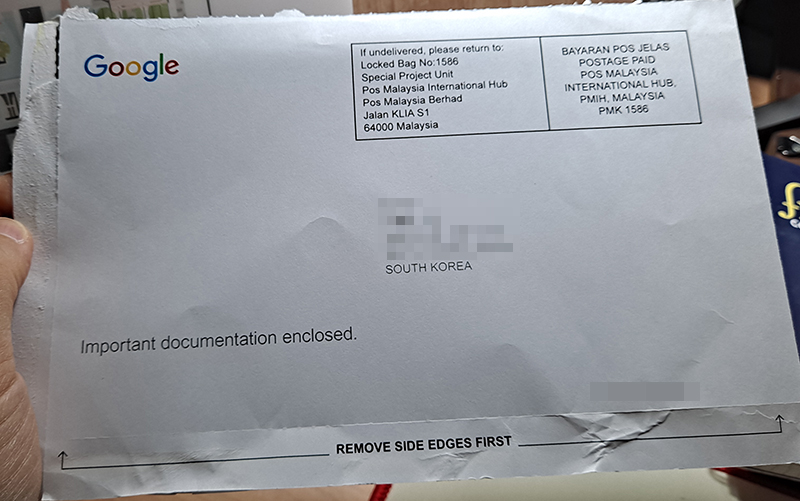 Google
If undelivered, please return to:
Locked Bag No:1586
Special Project Unit
Pos Malaysia International Hub
Pos Malaysia Berhad
Jalan KLIA S1
64000 Malaysia
BAYARAN POS JELAS
POSTAGE PAID
POS MALAYSIA
INTERNATIONAL HUB,
PMIH, MALAYSIA
PMK 1586
SOUTH KOREA
Important documentation enclosed.
REMOVE SIDE EDGES FIRST